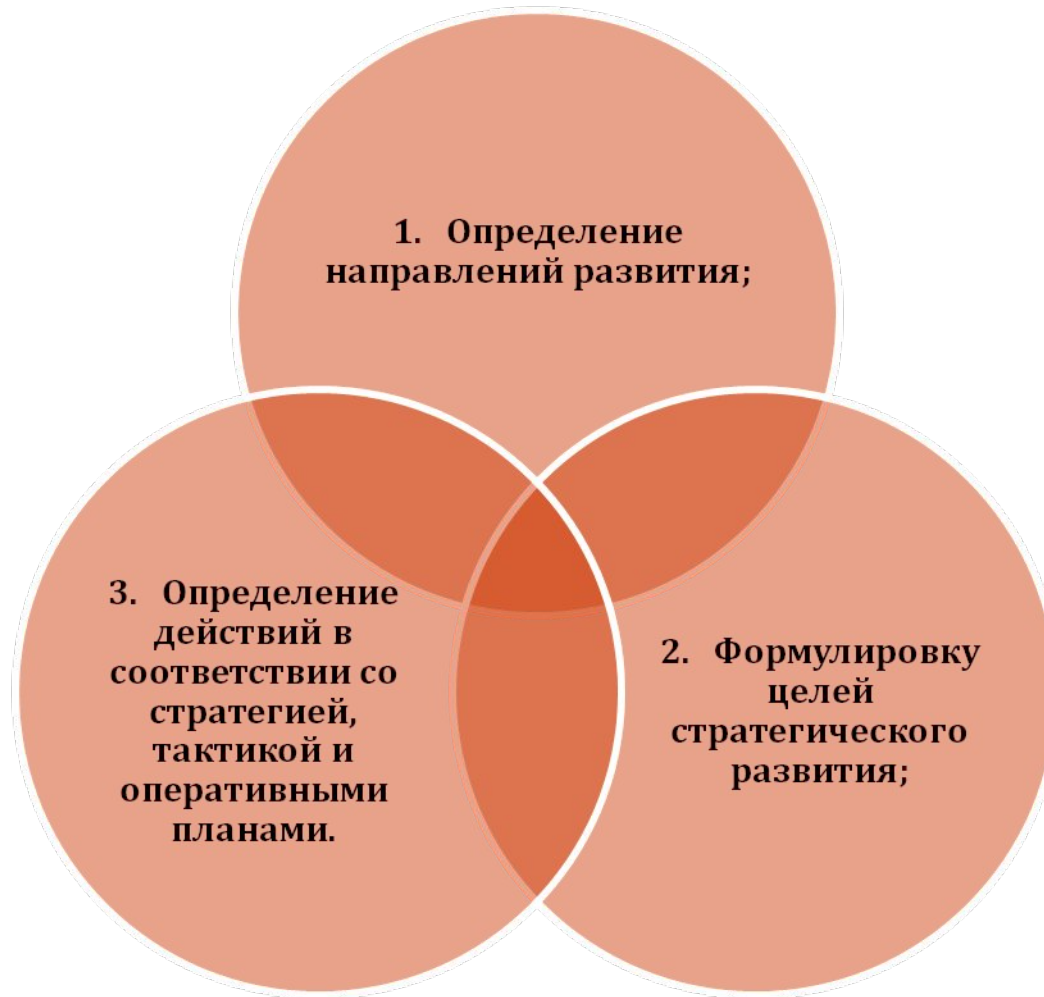 1. Определение
направлений развития;
2. Формулировку
целей
стратегического
развития;
3. Определение
действий в
соответствии со
стратегией,
тактикой и
оперативными
планами.